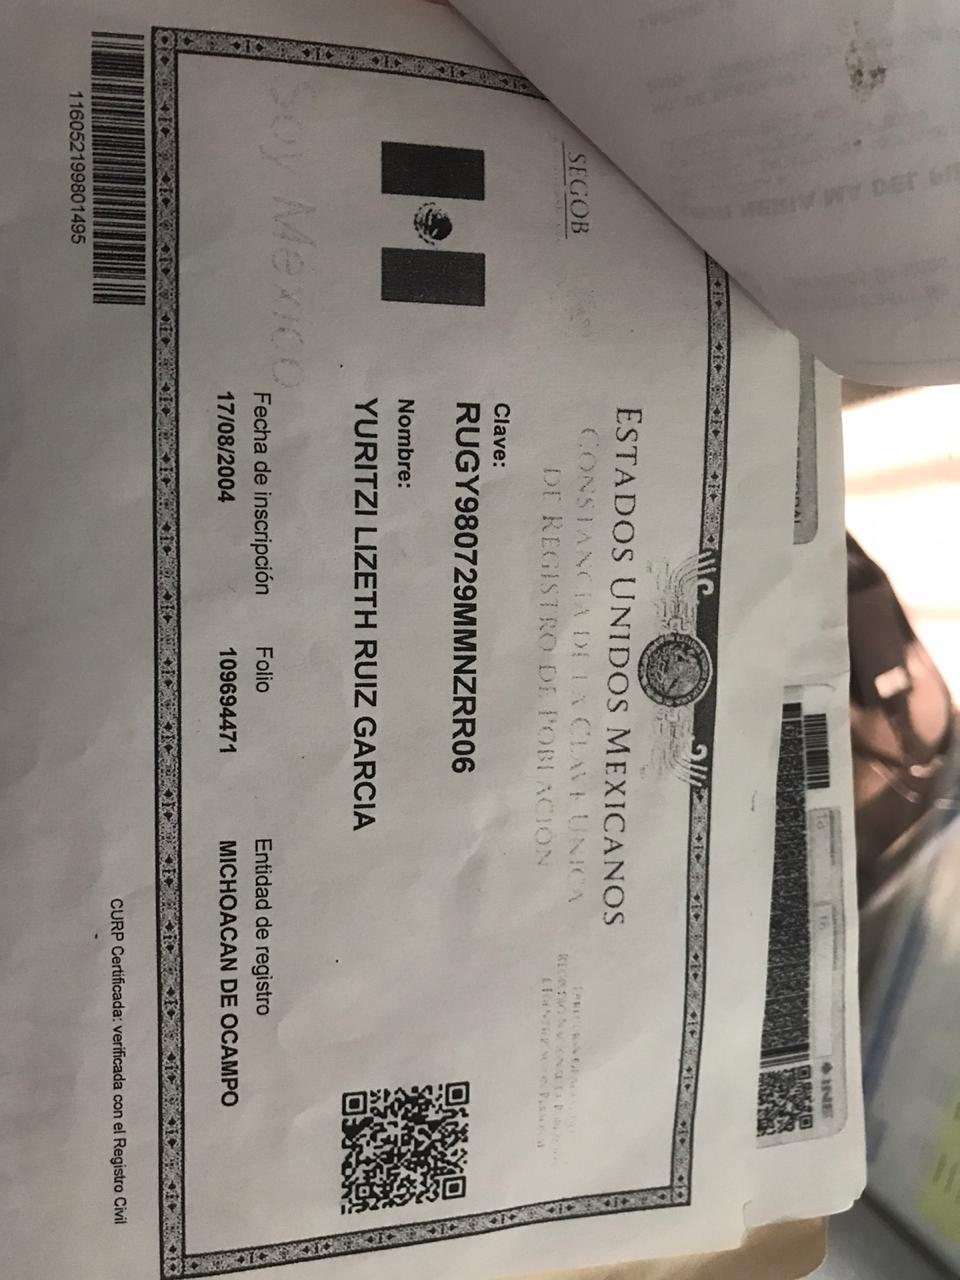 ESTADOS UNIDOS MEXICANOS
CONSTANCIA DE LA CLAVE ÚNICA
DE REGISTRO DE POBLACIÓN
SEGOB
Clave:
RUGY980729MMNZRR06
Nombre:
YURITZI LIZETH RUIZ GARCIA
Soy México
Fecha de inscripción
Folio
Entidad de registro
17/08/2004
109694471
MICHOACAN DE OCAMPO
116052199801495
CURP Certificada: verificada con el Registro Civil
INE